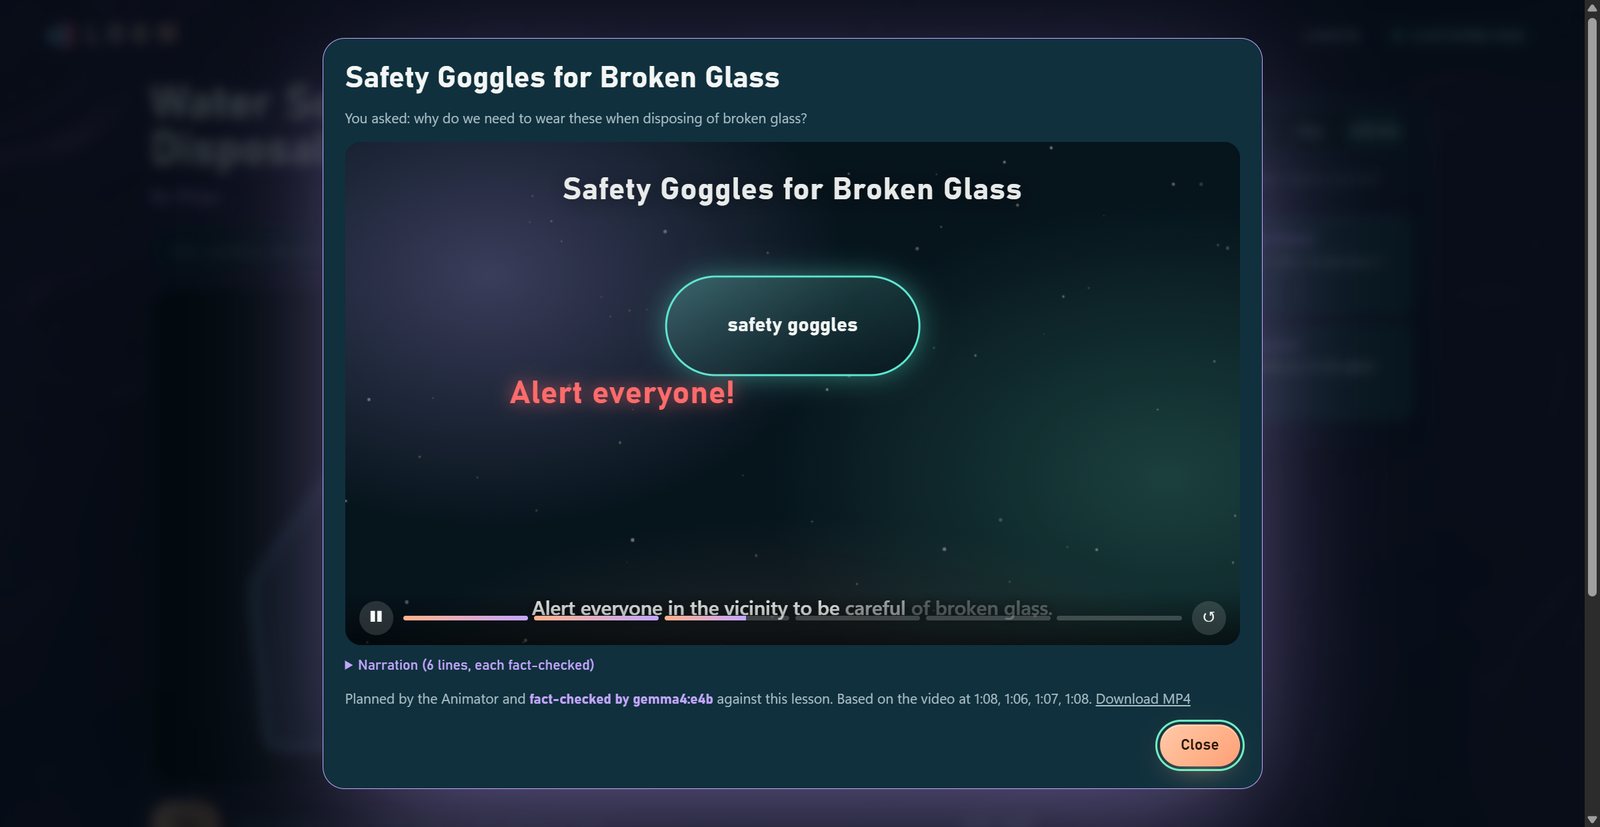 Safety Goggles for Broken Glass
You asked: why do we need to wear these when disposing of broken glass?
Safety Goggles for Broken Glass
safety goggles
Alert everyone!
Alert everyone in the vicinity to be careful of broken glass.
▶ Narration (6 lines, each fact-checked)
Planned by the Animator and fact-checked by gemma4:e4b against this lesson. Based on the video at 1:08, 1:06, 1:07, 1:08. Download MP4
Close